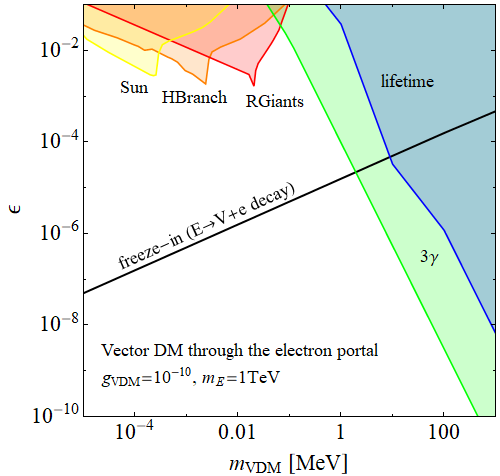 10⁻²
10⁻⁴
10⁻⁶
10⁻⁸
10⁻¹⁰
ϵ
Sun
HBranch
RGiants
lifetime
freeze−in (E→V+e decay)
3γ
Vector DM through the electron portal
g_VDM=10⁻¹⁰, m_E=1TeV
10⁻⁴ 0.01 1 100
m_VDM [MeV]